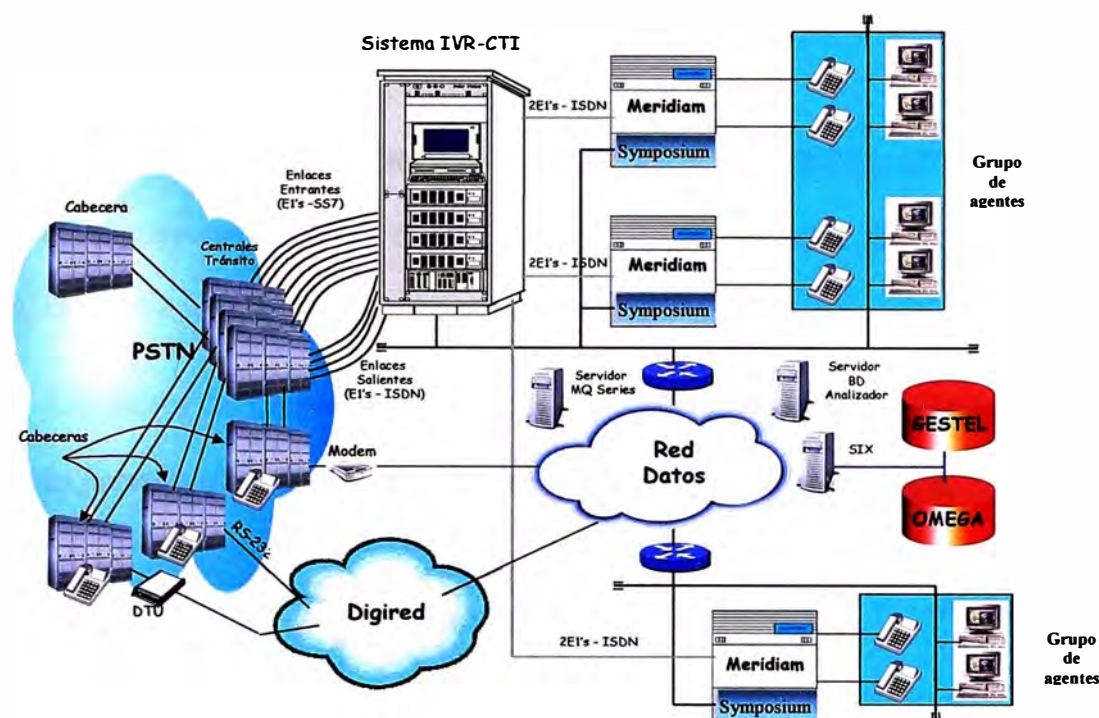 Sistema IVR-CTI
2E1's - ISDN
Meridiam
Symposium
Grupo
de
agentes
Enlaces
Entrantes
(E1's -SS7)
Cabecera
Centrales
Tránsito
2E1's - ISDN
Meridiam
Symposium
PSTN
Enlaces
Salientes
(E1's - ISDN)
Servidor
MQ Series
Servidor
BD
Analizador
GESTEL
Cabeceras
Modem
Red
Datos
SIX
OMEGA
RS-232
DTU
Digired
2E1's - ISDN
Meridiam
Symposium
Grupo
de
agentes